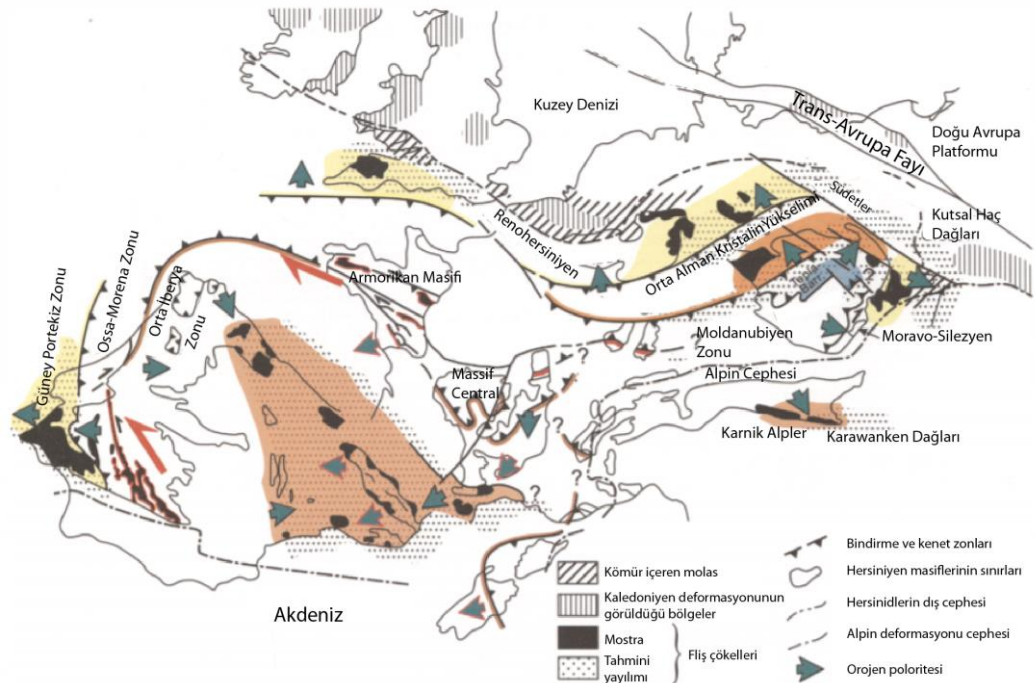 Kuzey Denizi
Trans-Avrupa Fayı
Doğu Avrupa
Platformu
Südetler
Kutsal Haç
Dağları
Renohersiniyen
Orta Alman Kristalin Yükselimi
Armorikan Masifi
Güney Portekiz Zonu
Ossa-Morena Zonu
Orta İberya
Zonu
Moldanubiyen
Zonu
Moravo-Silezyen
Alpin Cephesi
Massif
Central
?
?
?
?
?
Karnik Alpler
Karawanken Dağları
Akdeniz
Kömür içeren molas
Kaledoniyen deformasyonunun
görüldüğü bölgeler
Mostra
Tahmini
yayılımı
Fliş çökelleri
Bindirme ve kenet zonları
Hersiniyen masiflerinin sınırları
Hersinidlerin dış cephesi
Alpin deformasyonu cephesi
Orojen poloritesi